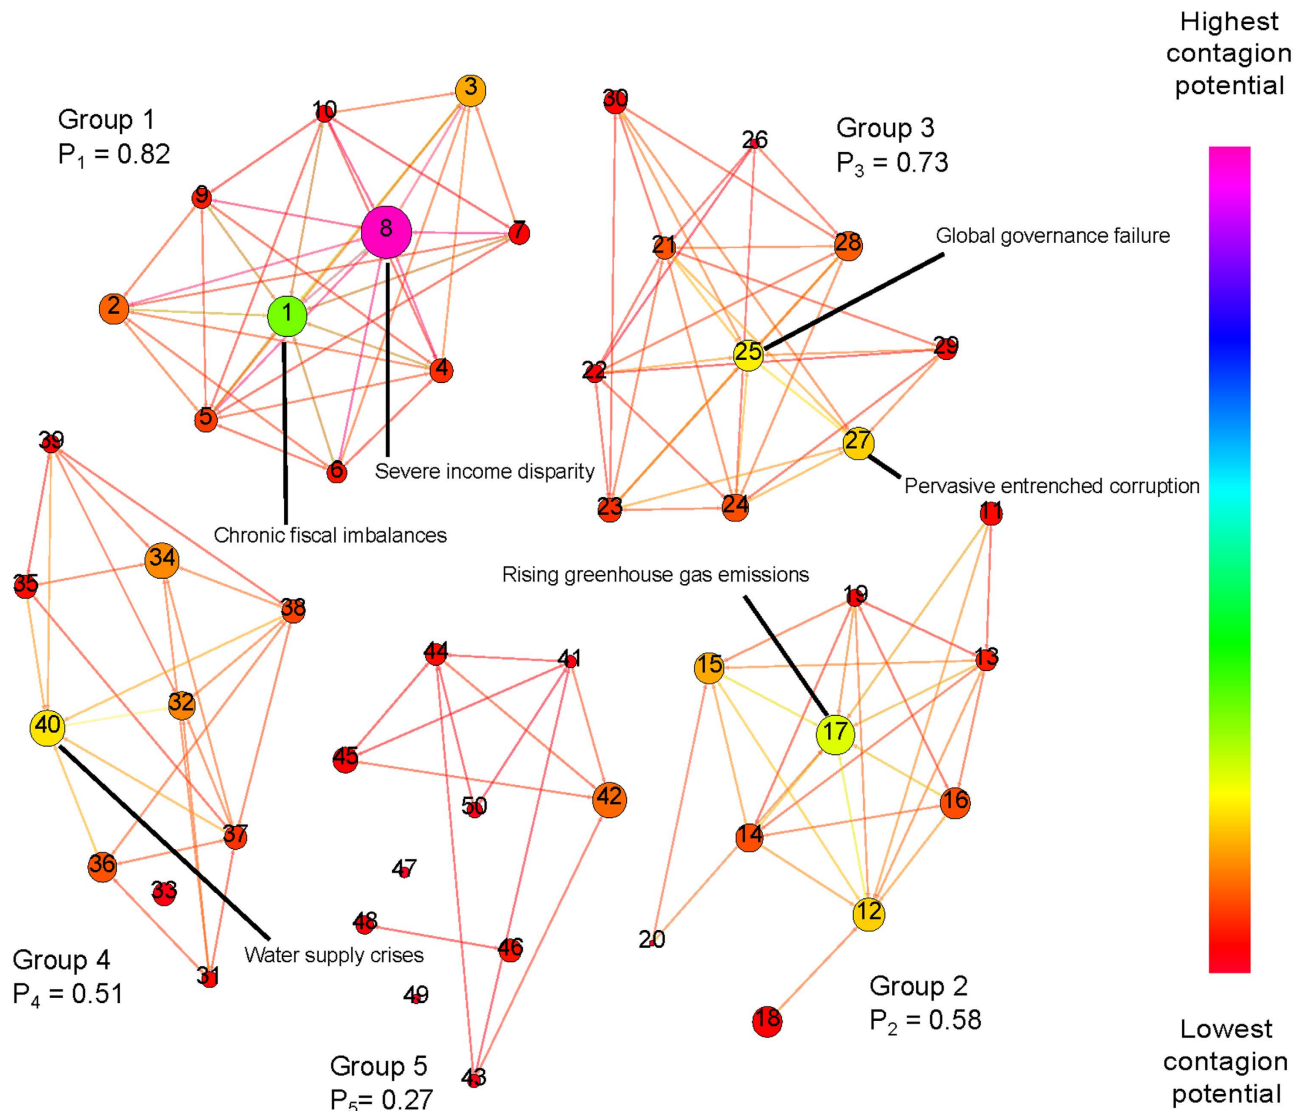 Highest
contagion
potential
Group 1
P₁ = 0.82
10
3
9
8
7
2
1
4
5
6
Severe income disparity
Chronic fiscal imbalances
Group 3
P₃ = 0.73
30
26
21
28
Global governance failure
25
29
22
27
Pervasive entrenched corruption
23
24
39
34
35
38
32
40
37
36
33
31
Water supply crises
Group 4
P₄ = 0.51
44
41
45
50
42
47
48
46
49
43
Group 5
P₅= 0.27
Rising greenhouse gas emissions
11
19
15
13
17
16
14
12
20
18
Group 2
P₂ = 0.58
Lowest
contagion
potential